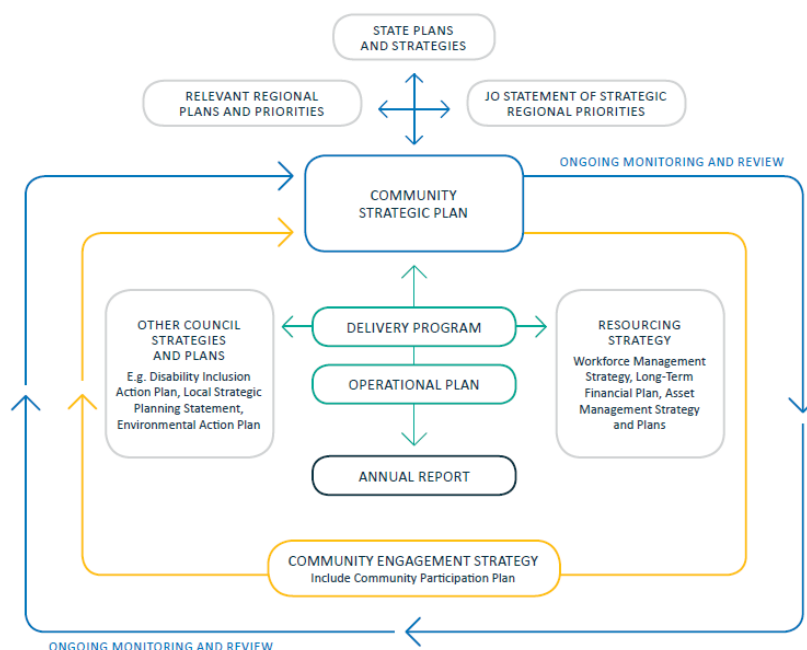 STATE PLANS
AND STRATEGIES
RELEVANT REGIONAL
PLANS AND PRIORITIES
JO STATEMENT OF STRATEGIC
REGIONAL PRIORITIES
ONGOING MONITORING AND REVIEW
COMMUNITY
STRATEGIC PLAN
OTHER COUNCIL
STRATEGIES
AND PLANS
E.g. Disability Inclusion
Action Plan, Local Strategic
Planning Statement,
Environmental Action Plan
DELIVERY PROGRAM
OPERATIONAL PLAN
RESOURCING
STRATEGY
Workforce Management
Strategy, Long-Term
Financial Plan, Asset
Management Strategy
and Plans
ANNUAL REPORT
COMMUNITY ENGAGEMENT STRATEGY
Include Community Participation Plan
ONGOING MONITORING AND REVIEW